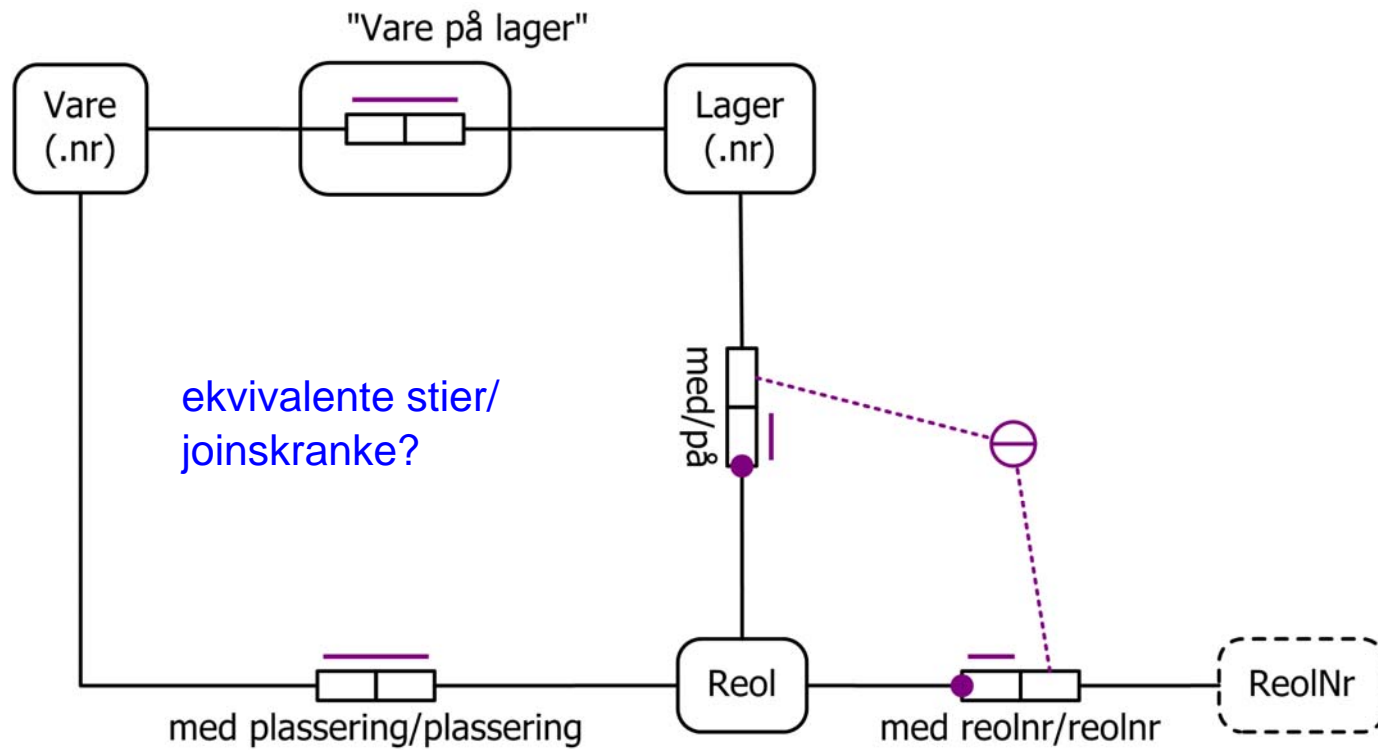 "Vare på lager"
Vare
(.nr)
Lager
(.nr)
ekvivalente stier/
joinskranke?
med/på
Reol
ReolNr
med plassering/plassering
med reolnr/reolnr